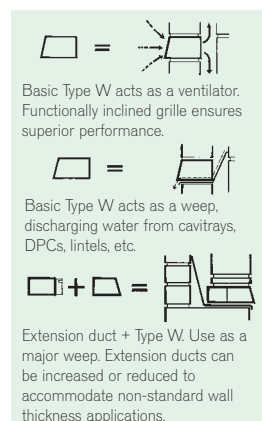 Basic Type W acts as a ventilator.
Functionally inclined grille ensures
superior performance.
Basic Type W acts as a weep,
discharging water from cavitrays,
DPCs, lintels, etc.
Extension duct + Type W. Use as a
major weep. Extension ducts can
be increased or reduced to
accommodate non-standard wall
thickness applications.